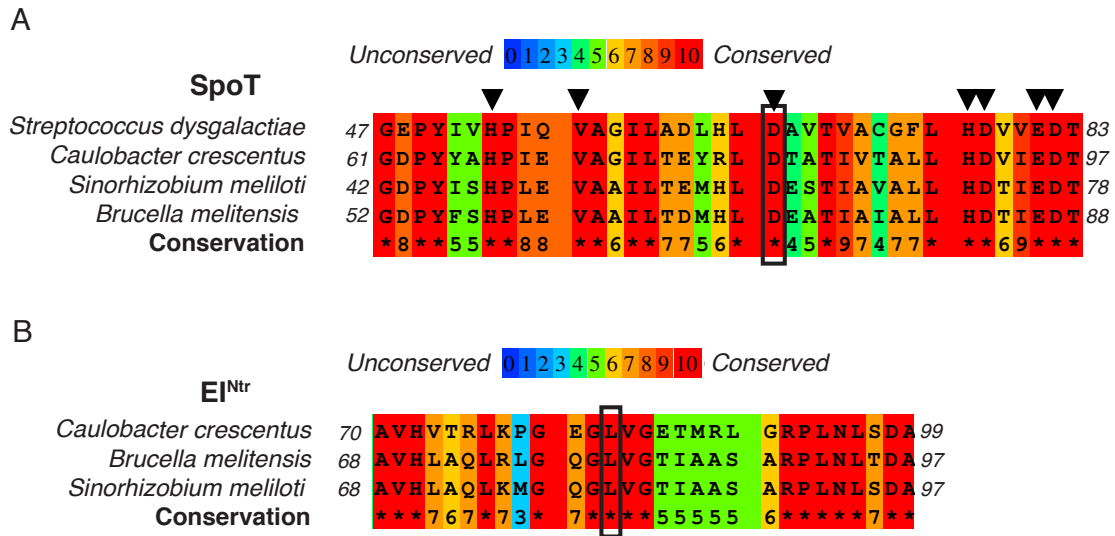 A
Unconserved 0 1 2 3 4 5 6 7 8 9 10 Conserved
SpoT
Streptococcus dysgalactiae 47 GEPYIVHPIQ VAGILADLHL DAVTVACGFL HDVVEDT 83
Caulobacter crescentus 61 GDPYYAHPIE VAGILTEYRL DTATIVTALL HDVIEDT 97
Sinorhizobium meliloti 42 GDPYISHPLE VAAILTEMHL DESTIAVALL HDTIEDT 78
Brucella melitensis 52 GDPYFSHPLE VAAILTDMHL DEATIAIALL HDTIEDT 88
Conservation *8**55**88 **6**7756* *45*97477* **69***
B
Unconserved 0 1 2 3 4 5 6 7 8 9 10 Conserved
EI^Ntr
Caulobacter crescentus 70 AVHVTRLKPG EGLVGETMRL GRPLNLSDA 99
Brucella melitensis 68 AVHLAQLRLG QGLVGTIAAS ARPLNLTDA 97
Sinorhizobium meliloti 68 AVHLAQLKMG QGLVGTIAAS ARPLNLSDA 97
Conservation ***767*73* 7****55555 6*****7**